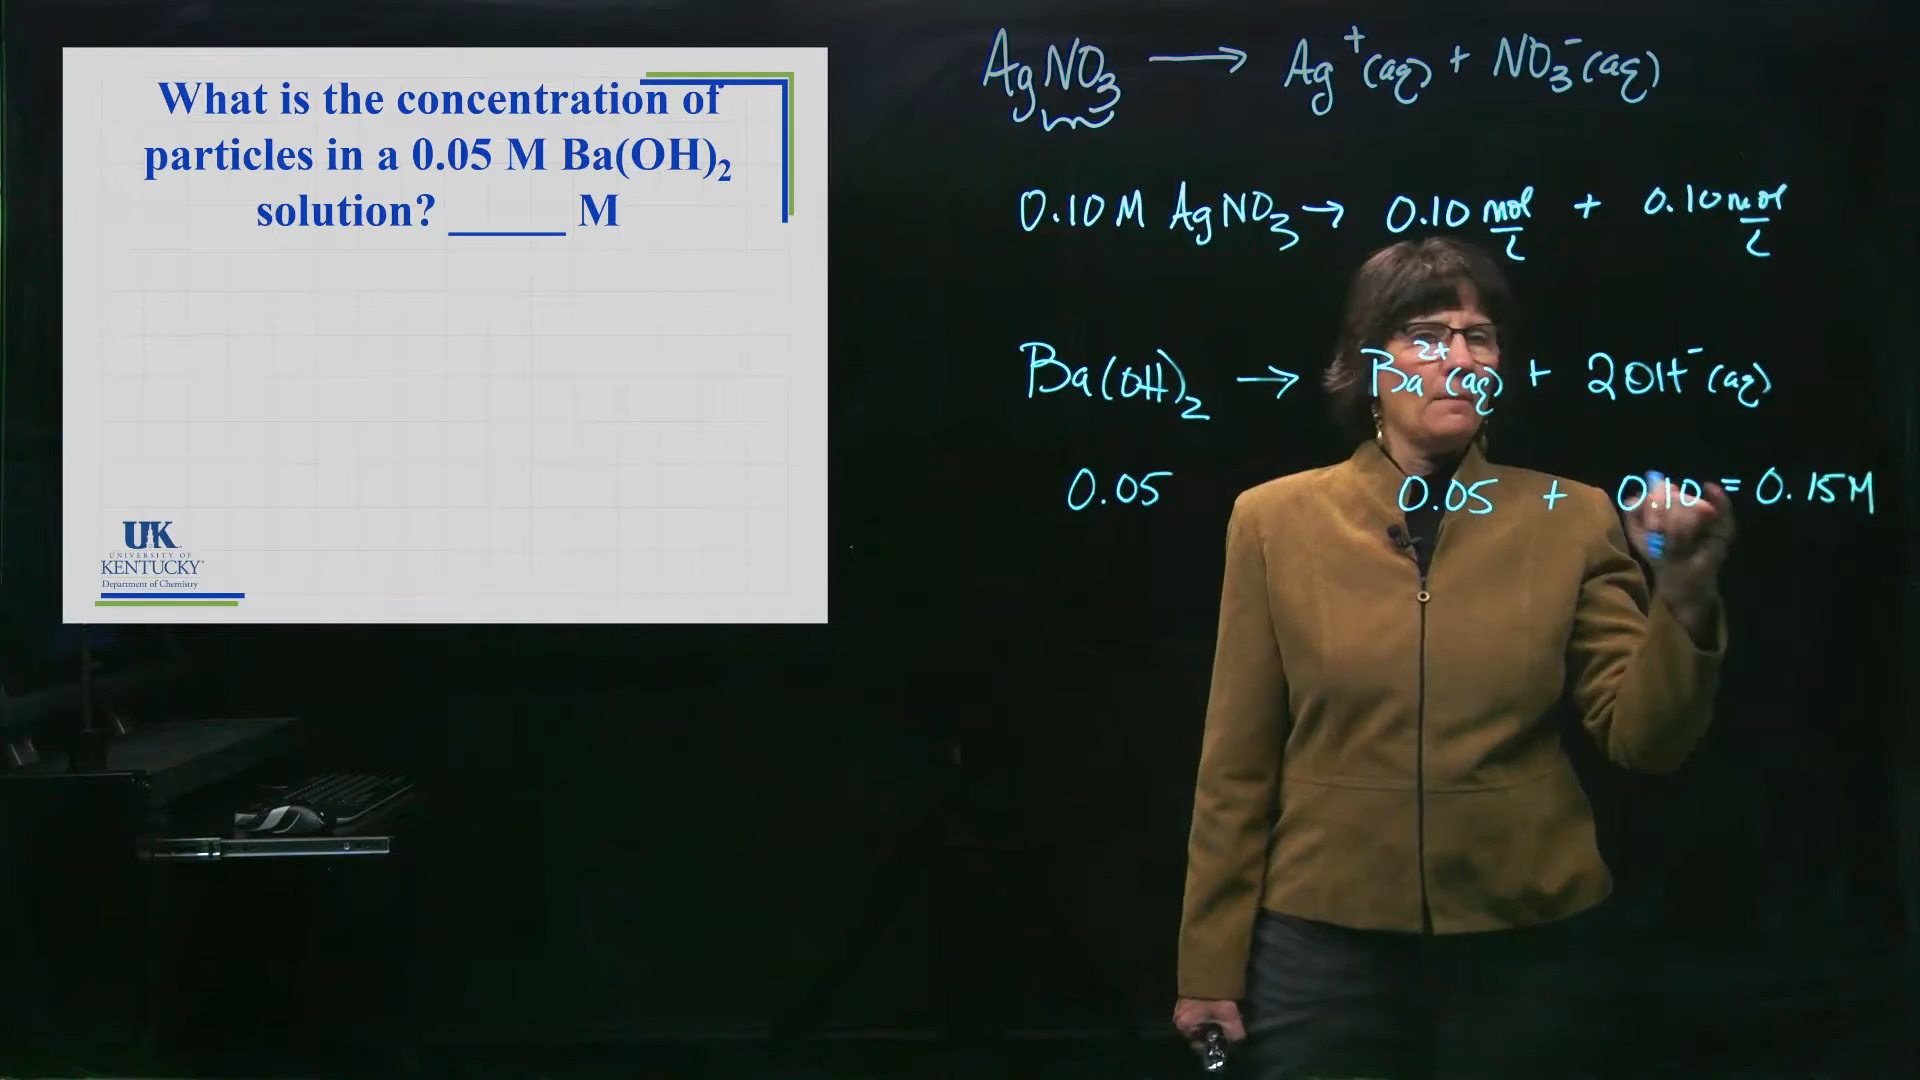 What is the concentration of
particles in a 0.05 M Ba(OH)₂
solution? _____ M
UK
UNIVERSITY OF
KENTUCKY
Department of Chemistry
AgNO₃ ⟶ Ag⁺(aq) + NO₃⁻(aq)
0.10M AgNO₃ → 0.10 mol/L + 0.10 mol/L
Ba(OH)₂ → Ba²⁺(aq) + 2OH⁻(aq)
0.05 0.05 + 0.10 = 0.15M